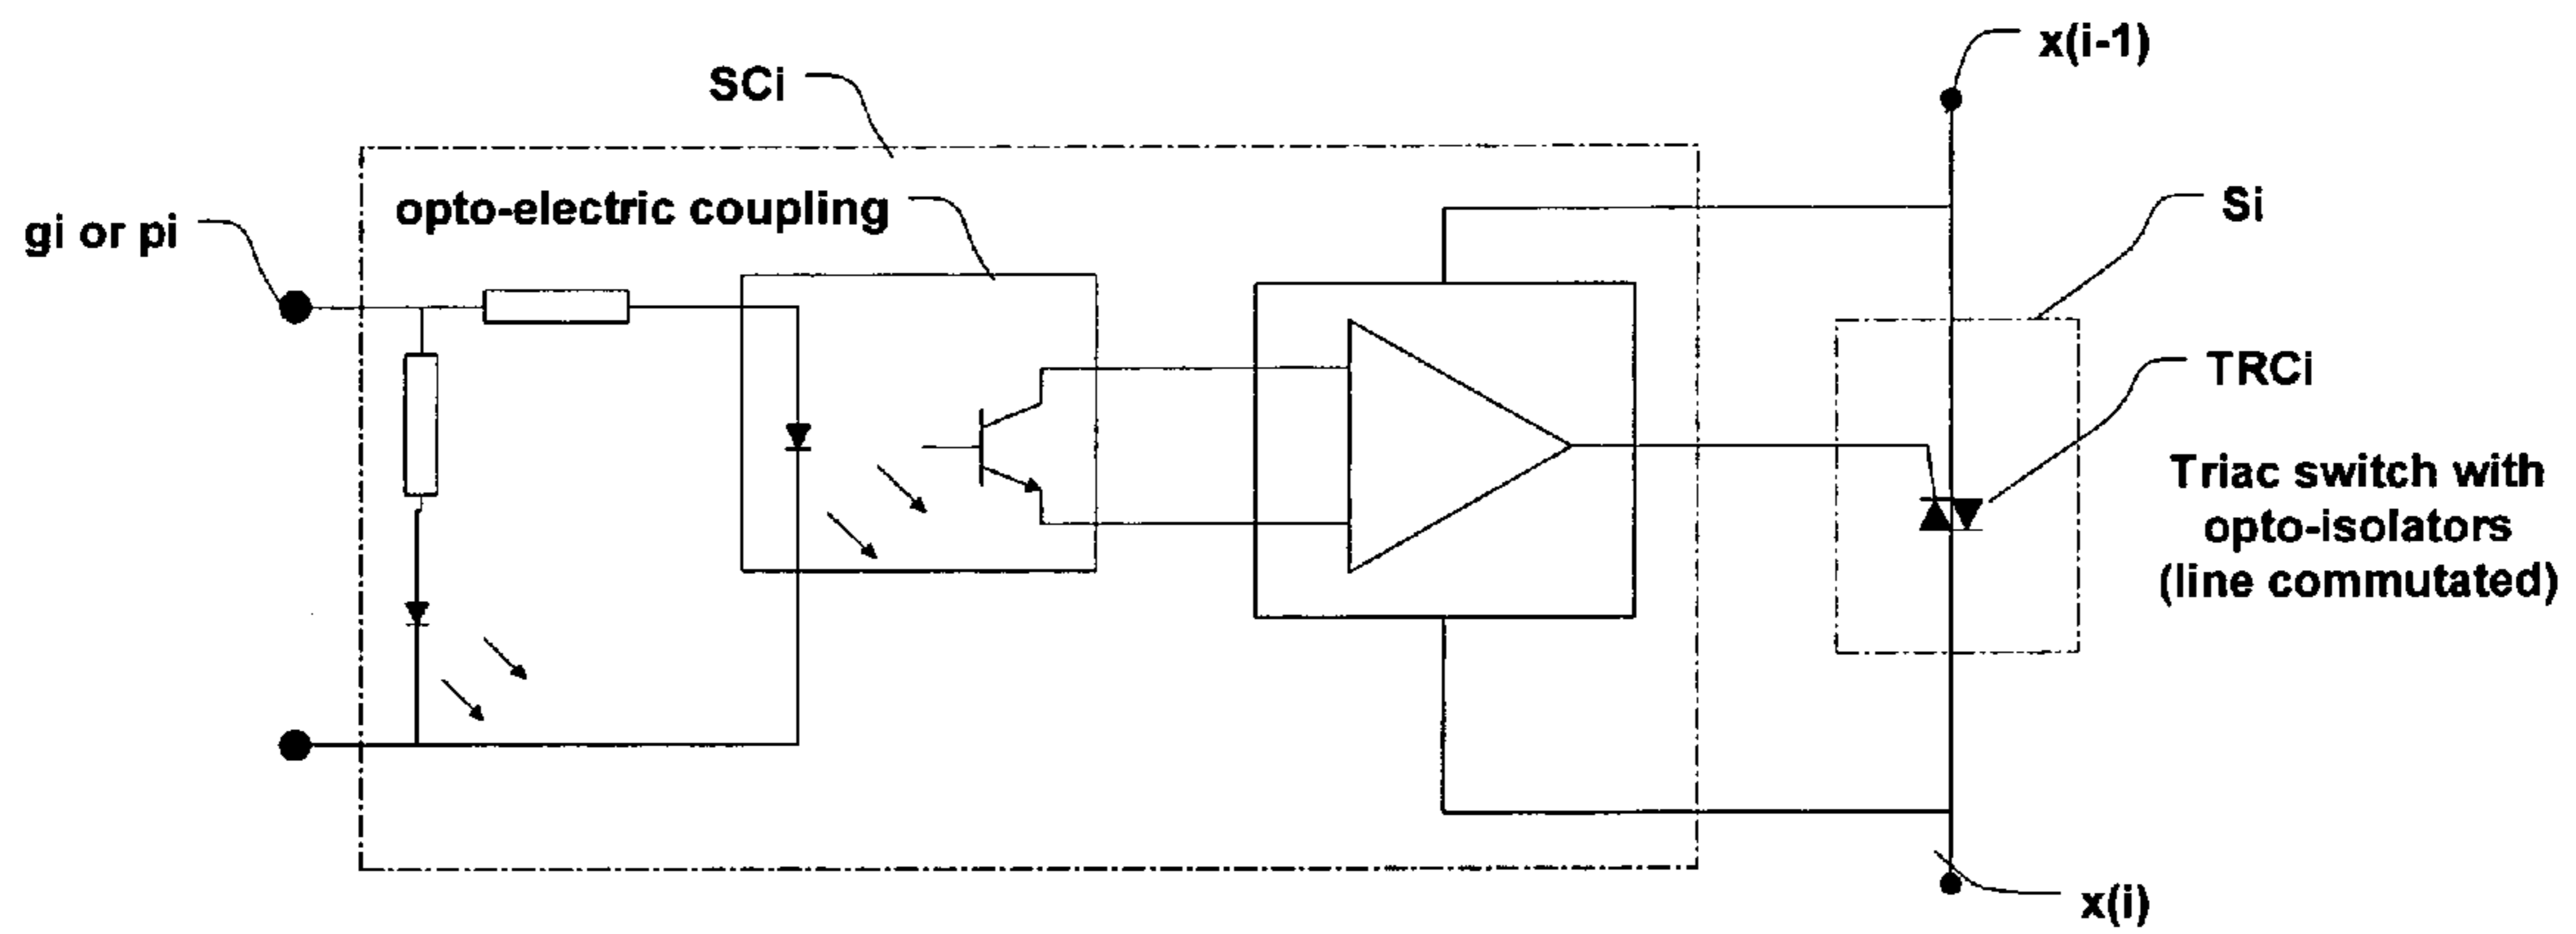 x(i-1)
SCi
opto-electric coupling
Si
gi or pi
TRCi
Triac switch with
opto-isolators
(line commutated)
x(i)